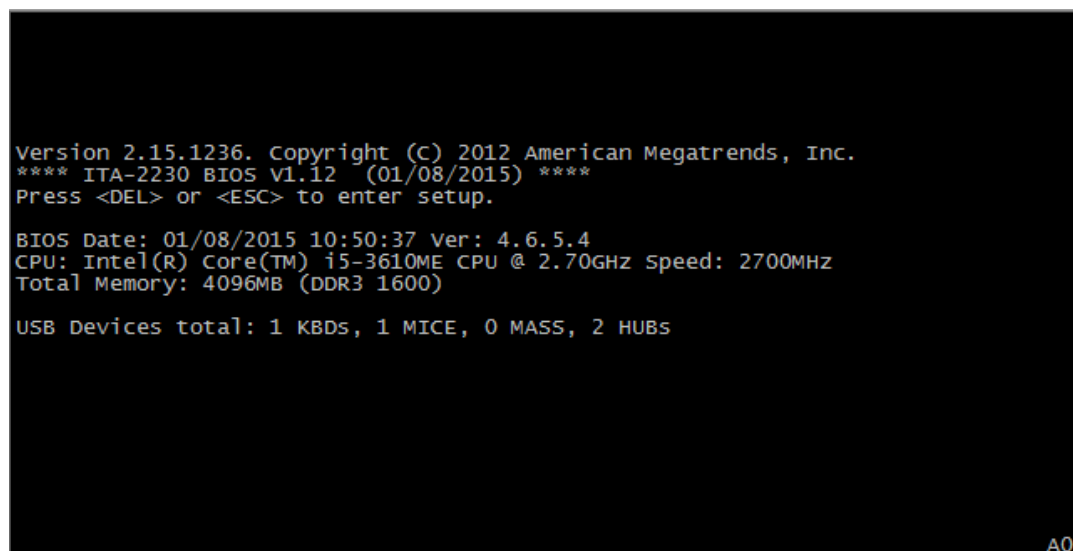 Version 2.15.1236. Copyright (C) 2012 American Megatrends, Inc.
**** ITA-2230 BIOS V1.12  (01/08/2015) ****
Press <DEL> or <ESC> to enter setup.
BIOS Date: 01/08/2015 10:50:37 Ver: 4.6.5.4
CPU: Intel(R) Core(TM) i5-3610ME CPU @ 2.70GHz Speed: 2700MHz
Total Memory: 4096MB (DDR3 1600)
USB Devices total: 1 KBDs, 1 MICE, 0 MASS, 2 HUBs
A0